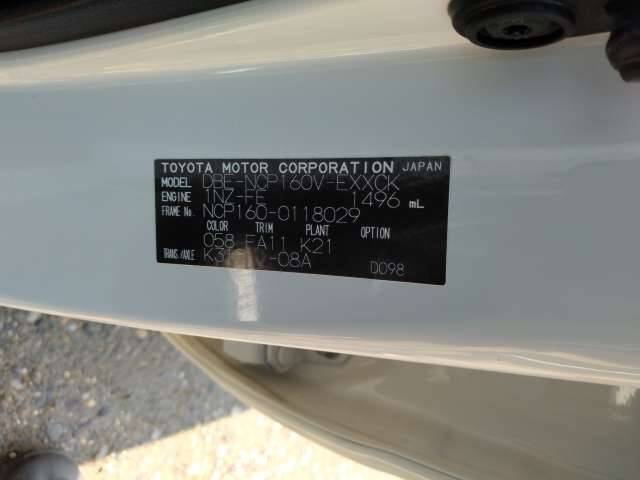 TOYOTA MOTOR CORPORATION JAPAN
MODEL DBE-NCP160V-EXXCK
ENGINE 1NZ-FE 1496 mL
FRAME No. NCP160-0118029
COLOR TRIM PLANT OPTION
058 FA11 K21
TRANS/AXLE -08A D098